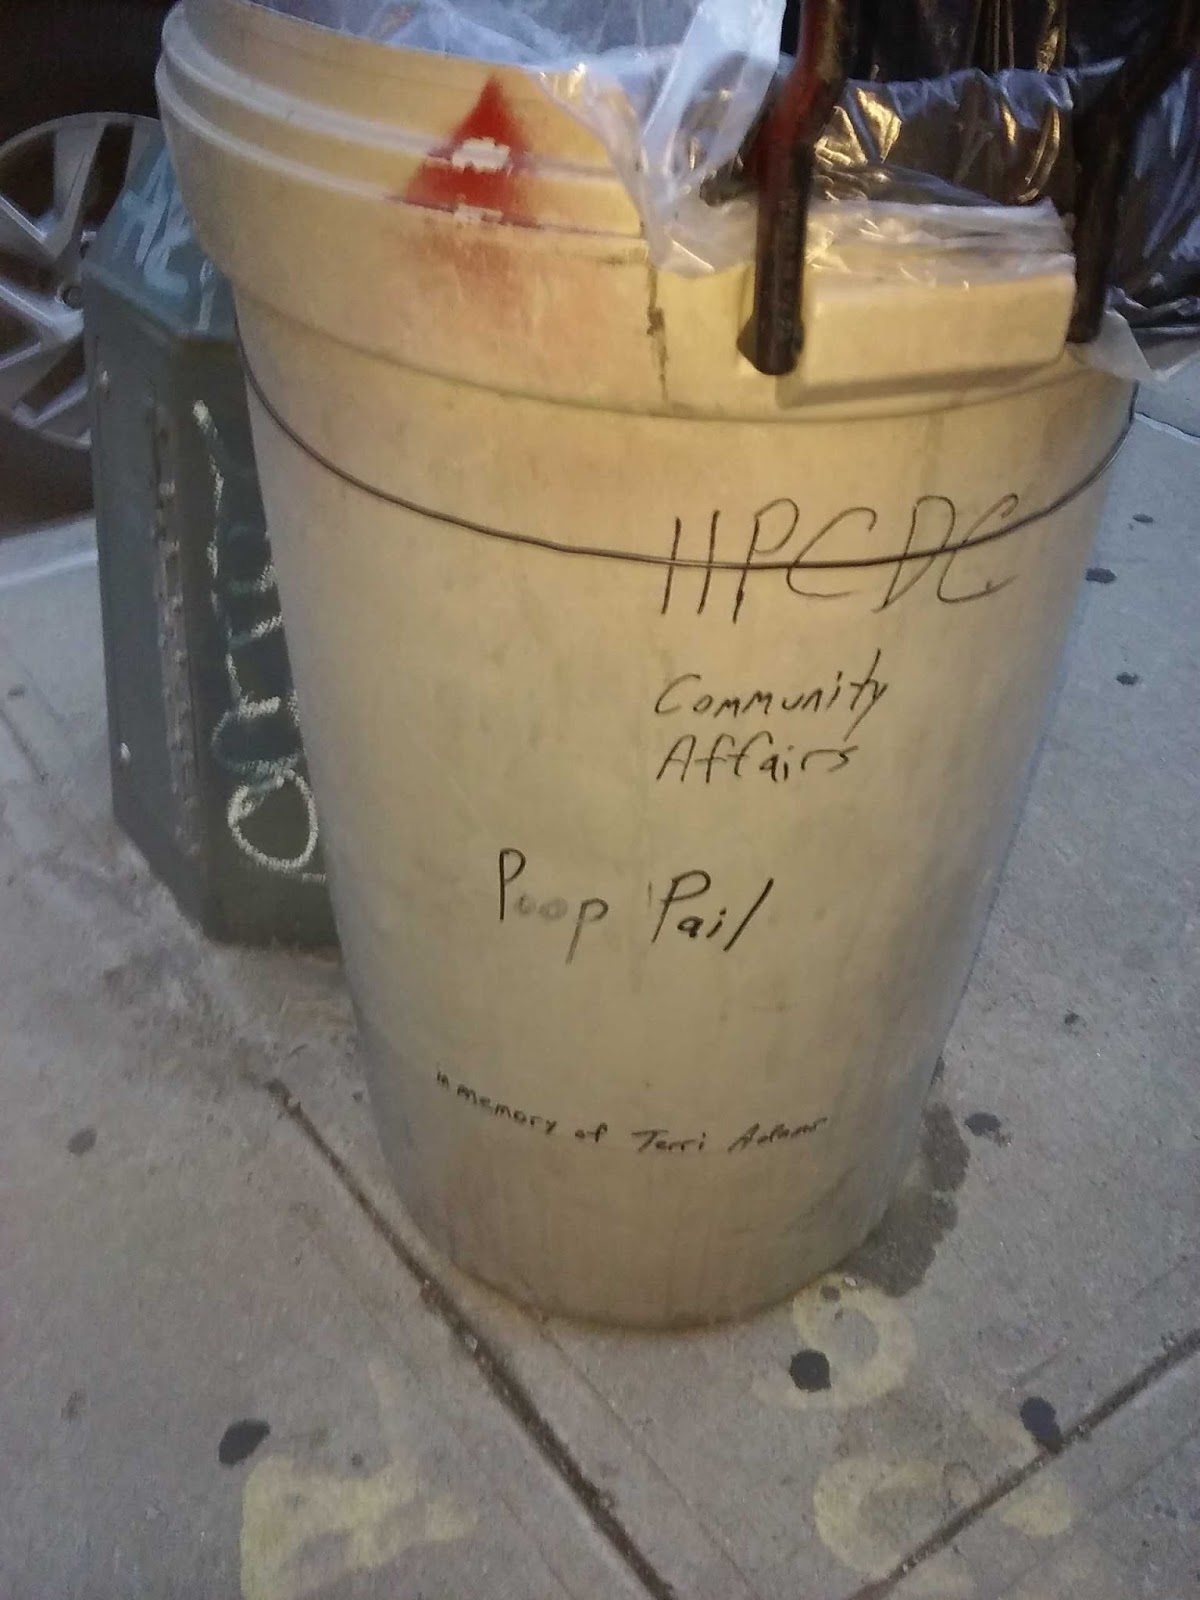 HPCDC
Community
Affairs
Poop Pail
in memory of Terri Adams